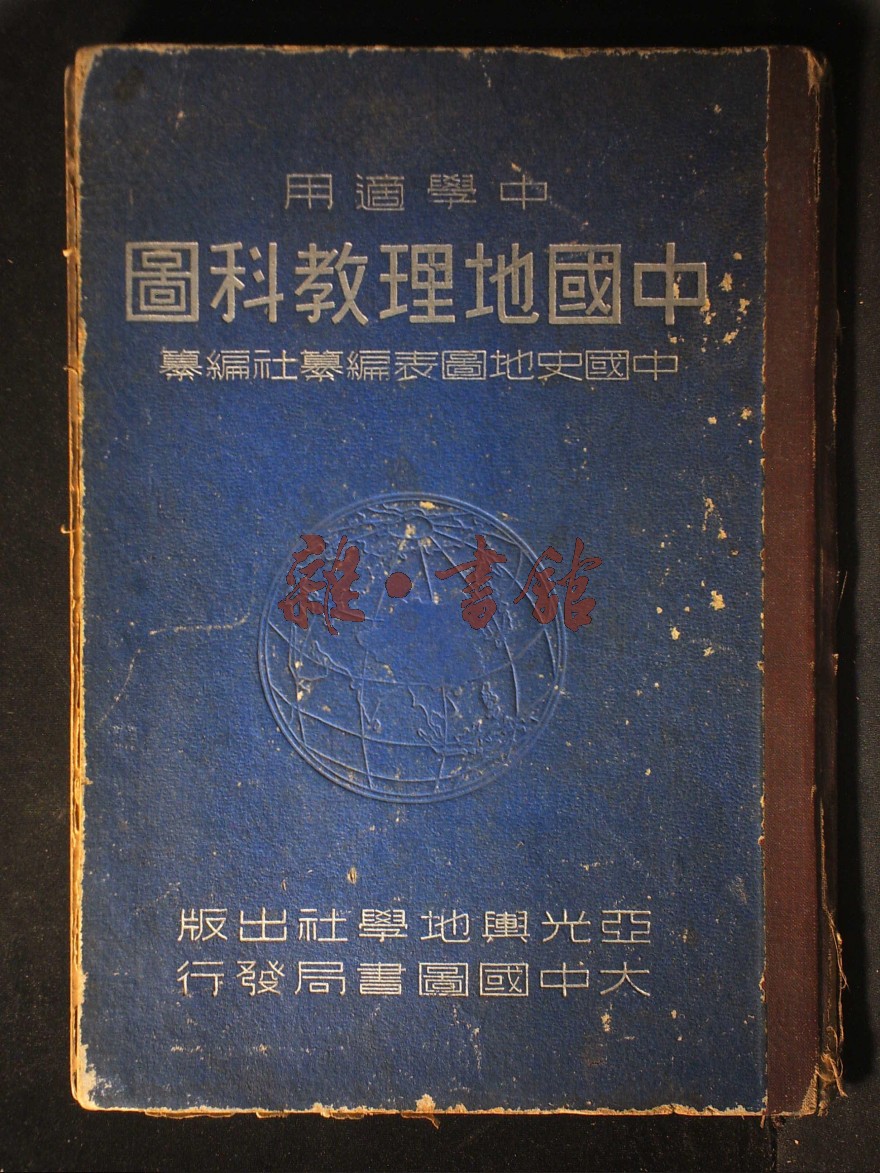 中學適用
中國地理教科圖
中國史地圖表編纂社編纂
雜·書館
亞光輿地學社出版
大中國圖書局發行